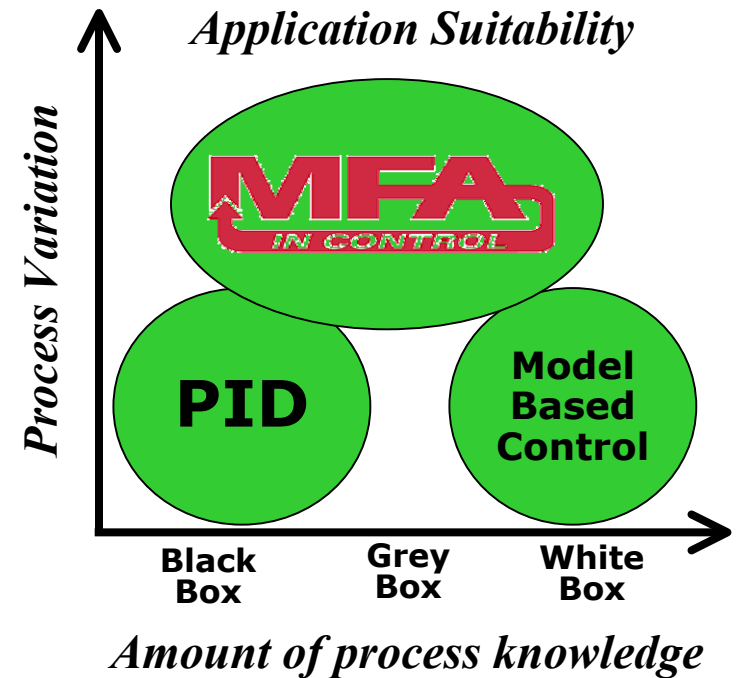 Application Suitability
Process Variation
MFA
IN CONTROL
PID
Model
Based
Control
Black
Box
Grey
Box
White
Box
Amount of process knowledge